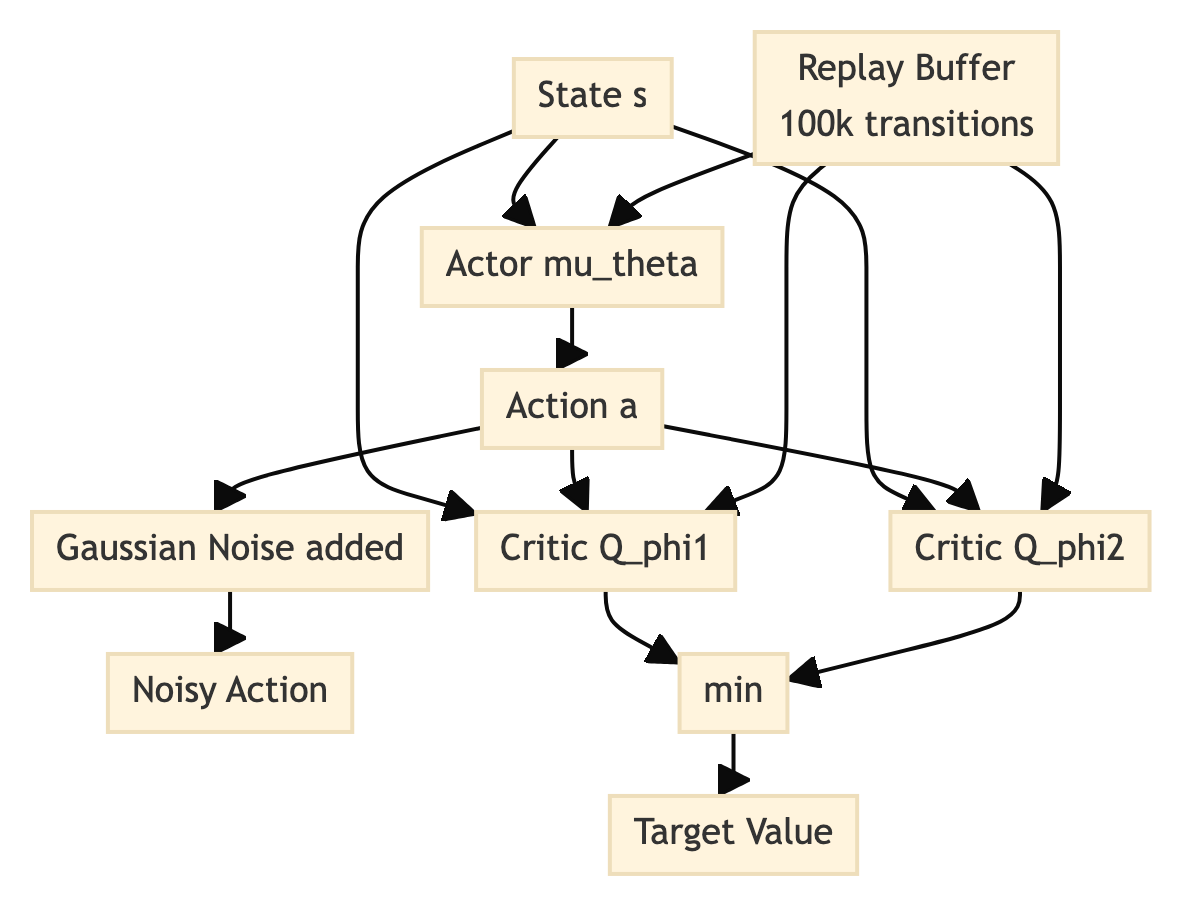 State s
Replay Buffer
100k transitions
Actor mu_theta
Action a
Gaussian Noise added
Critic Q_phi1
Critic Q_phi2
Noisy Action
min
Target Value